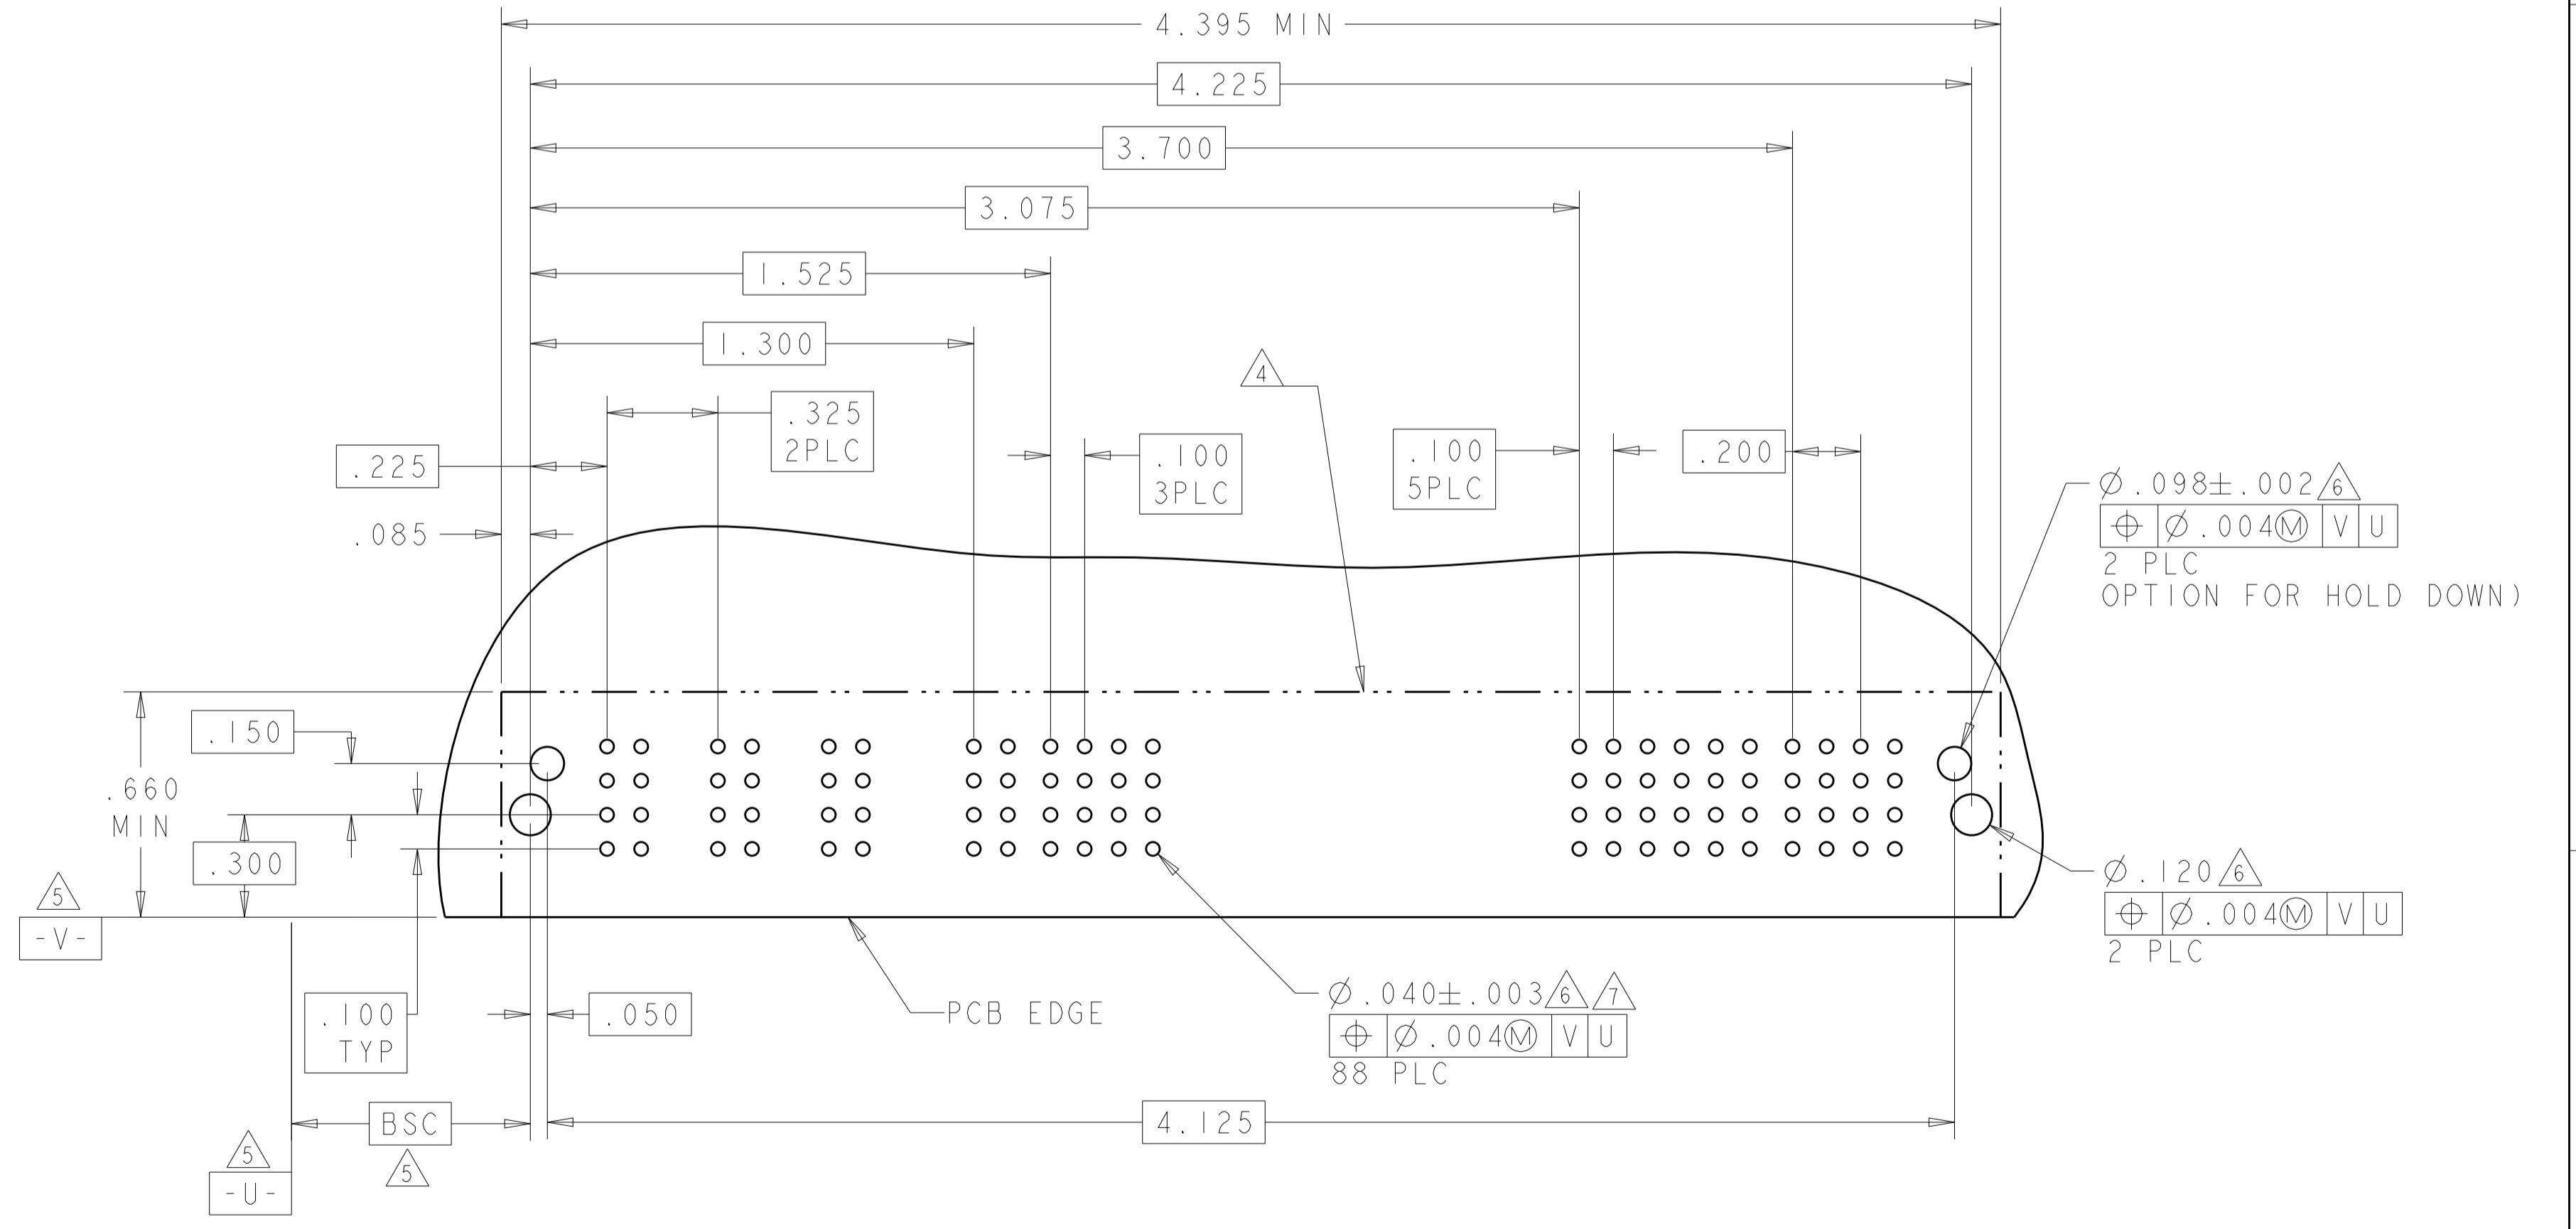 4.395 MIN
4.225
3.700
3.075
1.525
1.300
4
.325
2PLC
.225
.100
3PLC
.100
5PLC
.200
.085
⌀.098±.002 6
⌖ ⌀.004Ⓜ V U
2 PLC
OPTION FOR HOLD DOWN)
.150
.660
MIN
.300
5
-V-
⌀.120 6
⌖ ⌀.004Ⓜ V U
2 PLC
.100
TYP
.050
PCB EDGE
⌀.040±.003 6 7
⌖ ⌀.004Ⓜ V U
88 PLC
BSC
5
4.125
5
-U-